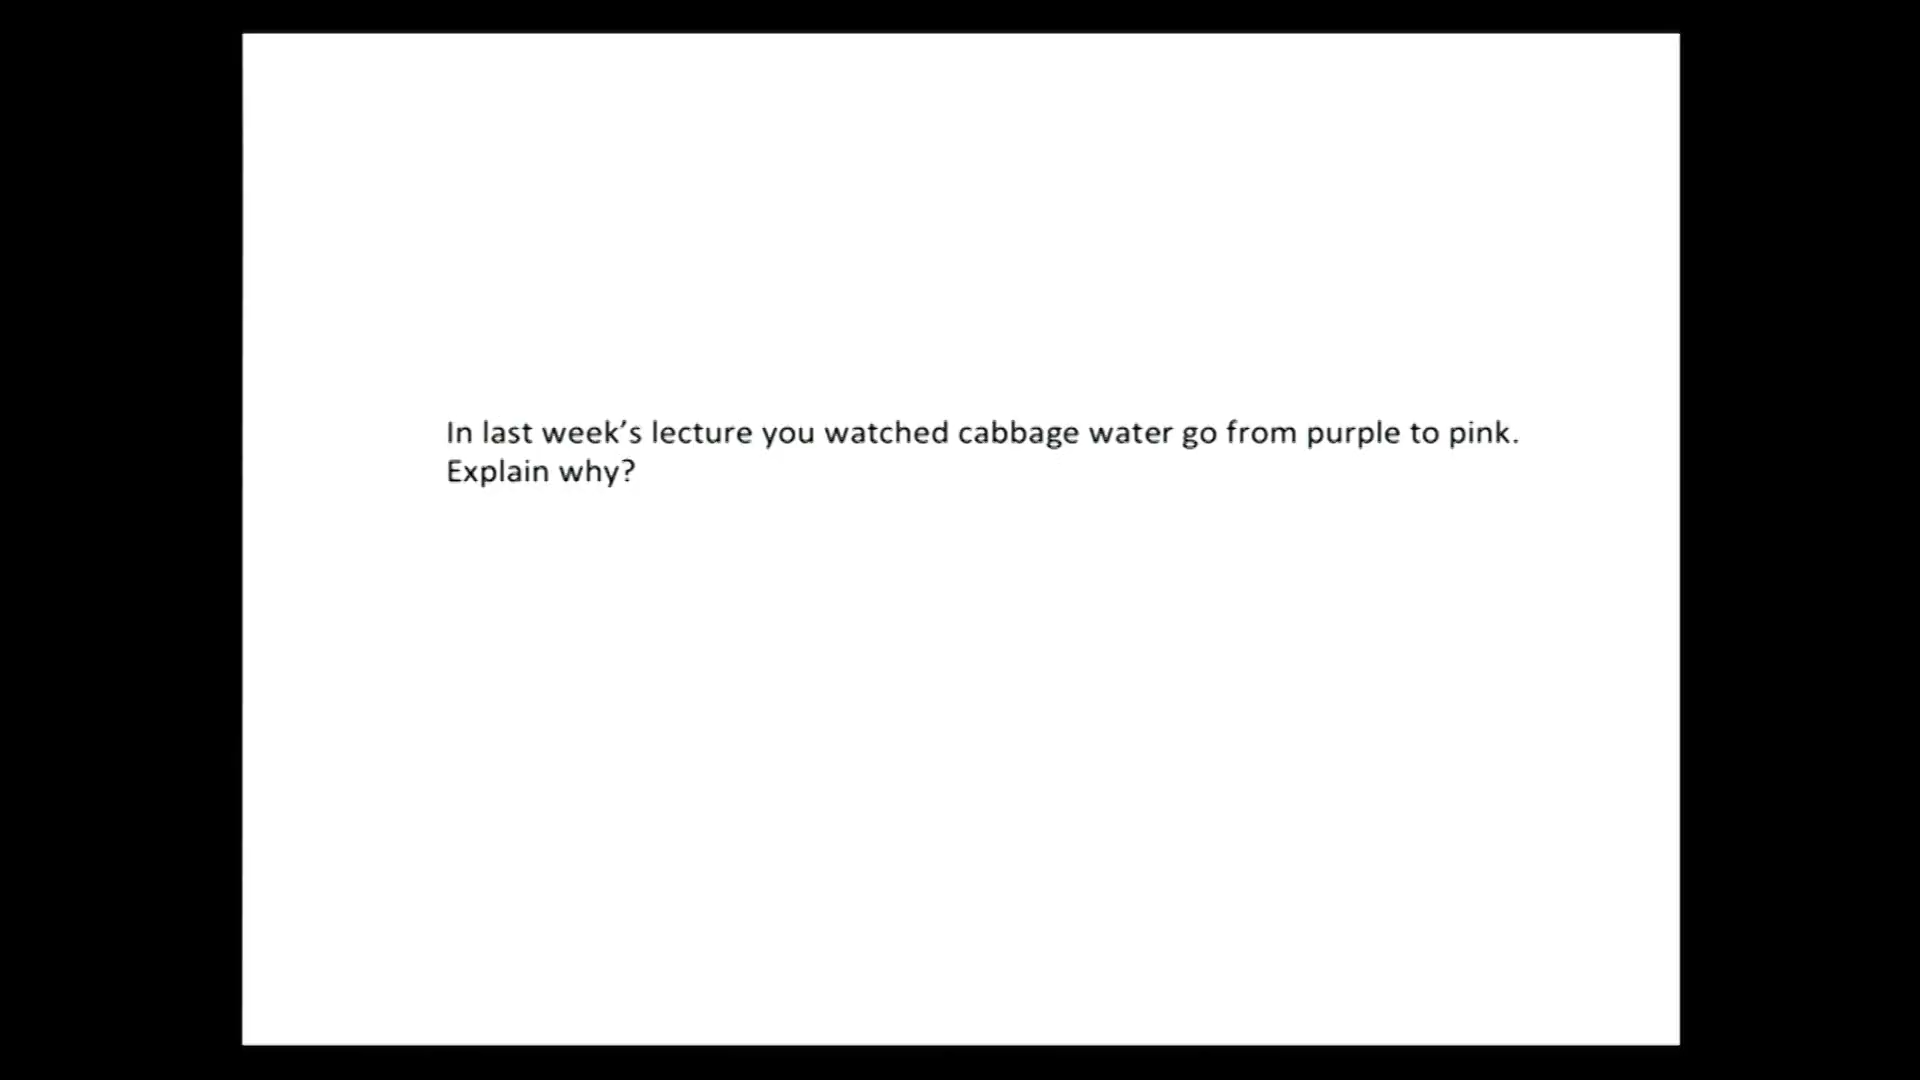 In last week’s lecture you watched cabbage water go from purple to pink.
Explain why?